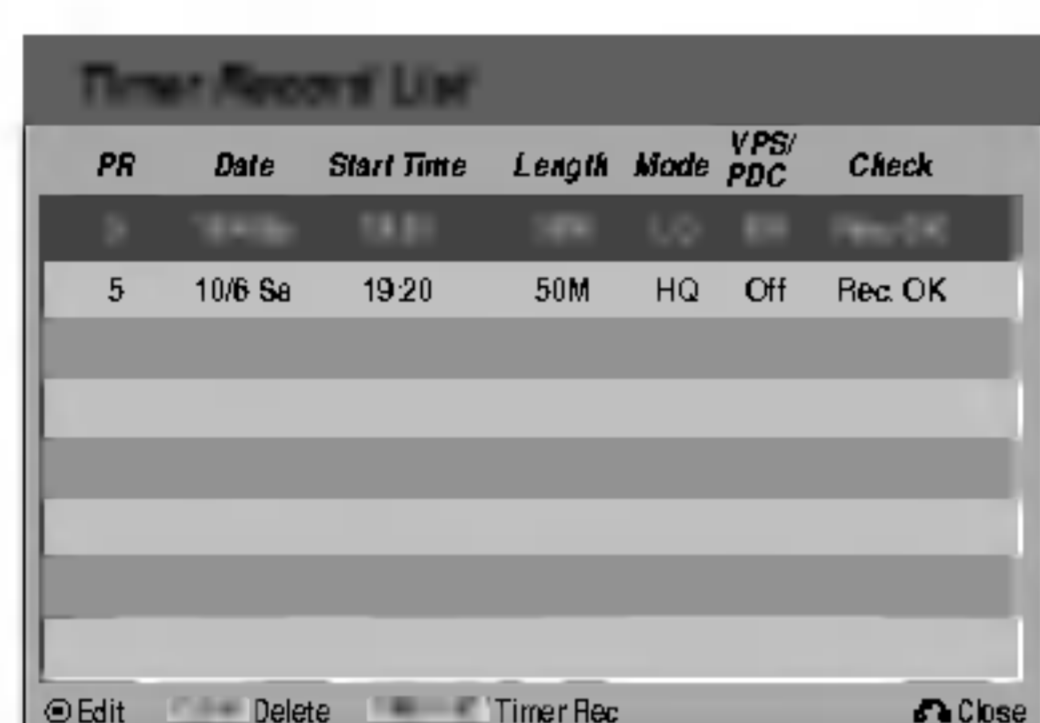 Timer Record List
PR Date Start Time Length Mode VPS/ PDC Check
5 10/6 Sa 19:20 50M HQ Off Rec. OK
Edit Delete Timer Rec Close